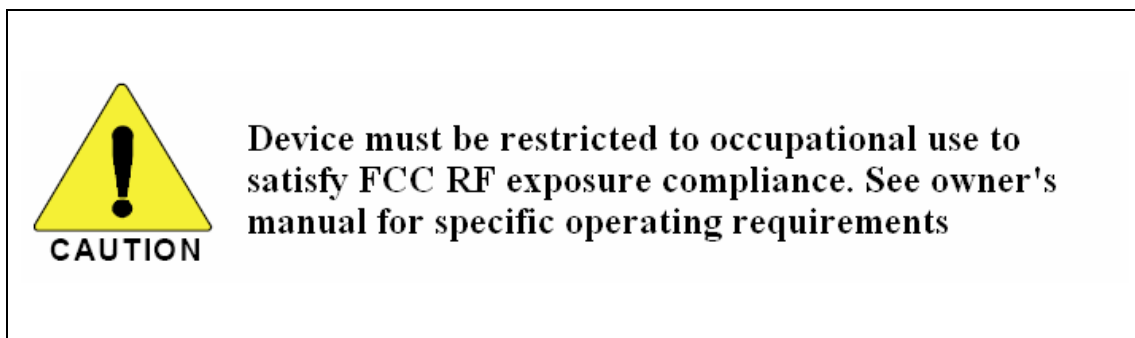 Device must be restricted to occupational use to
satisfy FCC RF exposure compliance. See owner's
manual for specific operating requirements
CAUTION